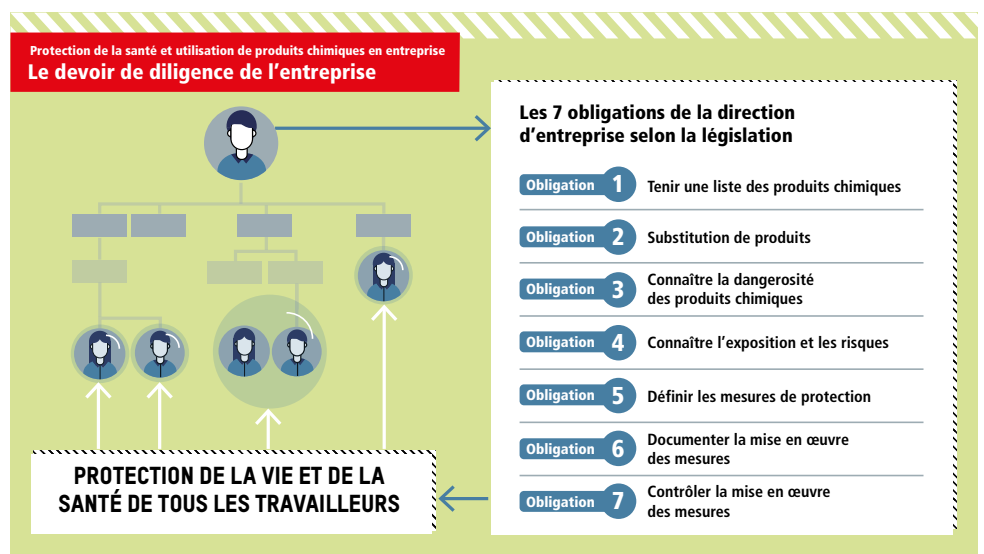 Protection de la santé et utilisation de produits chimiques en entreprise
Le devoir de diligence de l’entreprise
Les 7 obligations de la direction
d’entreprise selon la législation
Obligation 1 Tenir une liste des produits chimiques
Obligation 2 Substitution de produits
Obligation 3 Connaître la dangerosité
des produits chimiques
Obligation 4 Connaître l’exposition et les risques
Obligation 5 Définir les mesures de protection
Obligation 6 Documenter la mise en œuvre
des mesures
Obligation 7 Contrôler la mise en œuvre
des mesures
PROTECTION DE LA VIE ET DE LA
SANTÉ DE TOUS LES TRAVAILLEURS